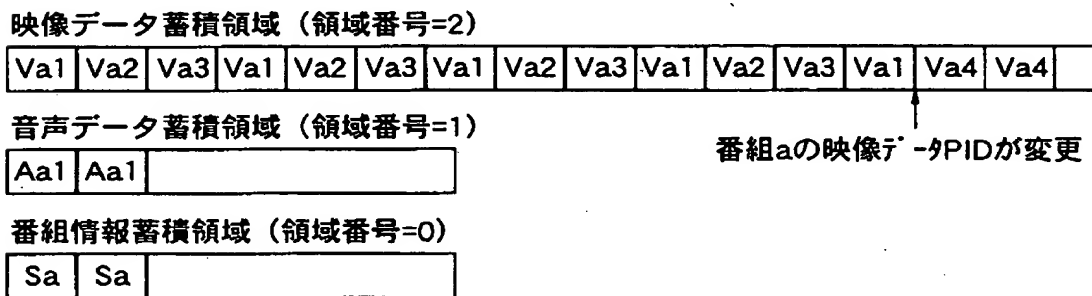 映像データ蓄積領域（領域番号=2）
Va1 Va2 Va3 Va1 Va2 Va3 Va1 Va2 Va3 Va1 Va2 Va3 Va1 Va4 Va4
音声データ蓄積領域（領域番号=1）
番組aの映像ﾃﾞｰﾀPIDが変更
Aa1 Aa1
番組情報蓄積領域（領域番号=0）
Sa Sa